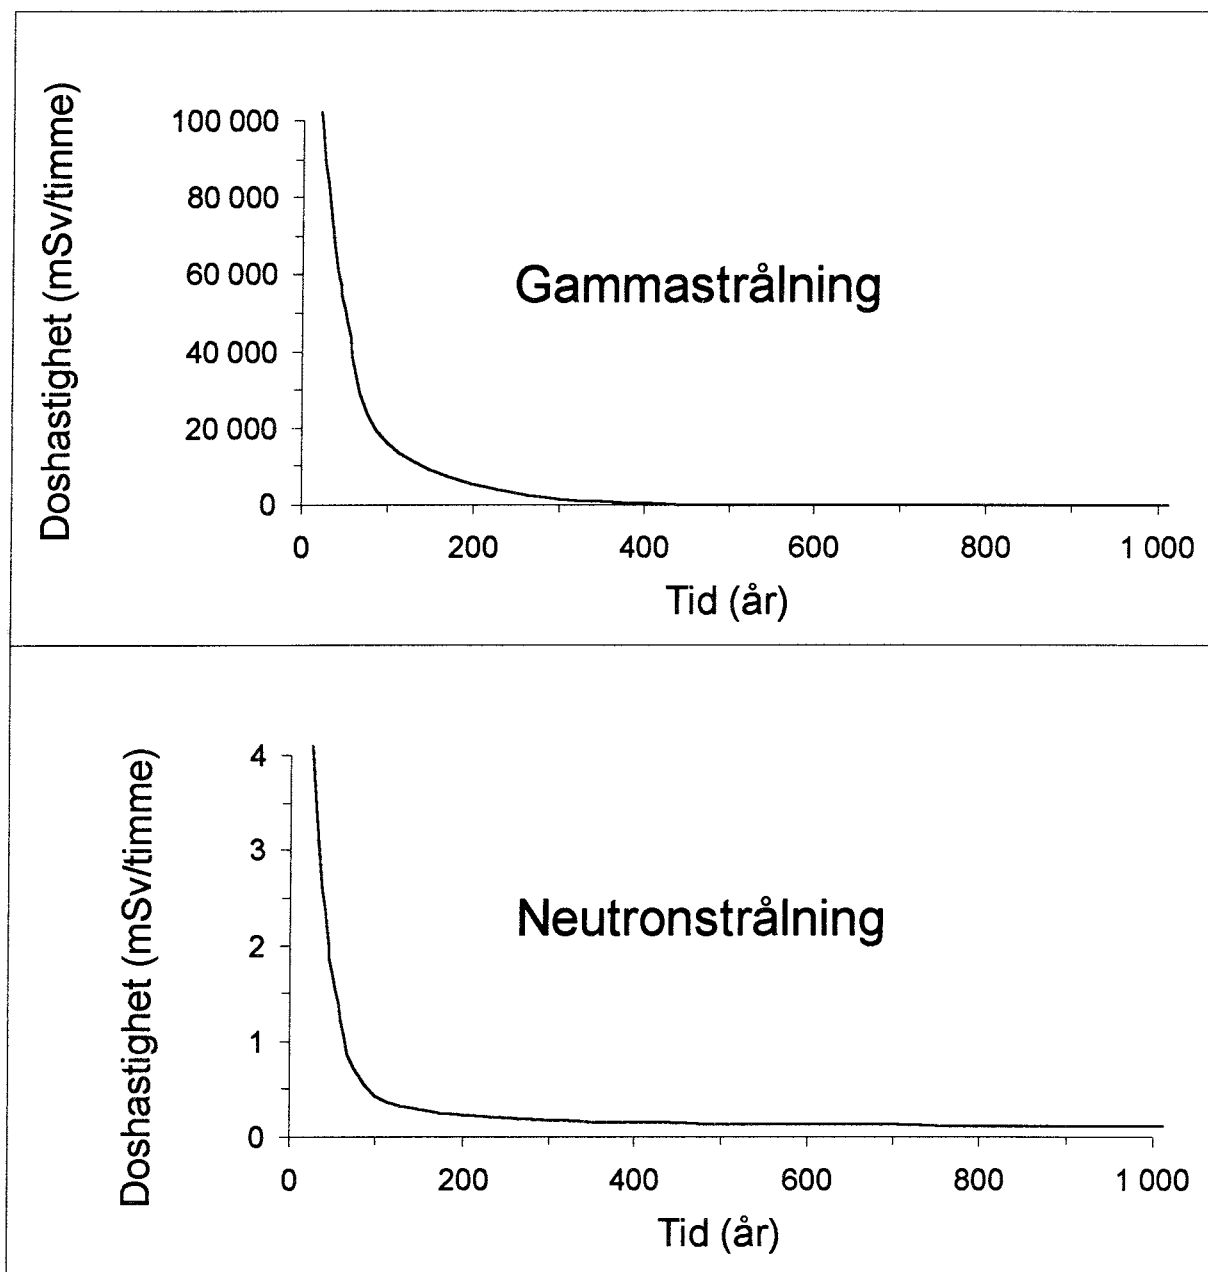 Doshastighet (mSv/timme)
100 000
80 000
60 000
40 000
20 000
0
Gammastrålning
0 200 400 600 800 1 000
Tid (år)
Doshastighet (mSv/timme)
4
3
2
1
0
Neutronstrålning
0 200 400 600 800 1 000
Tid (år)